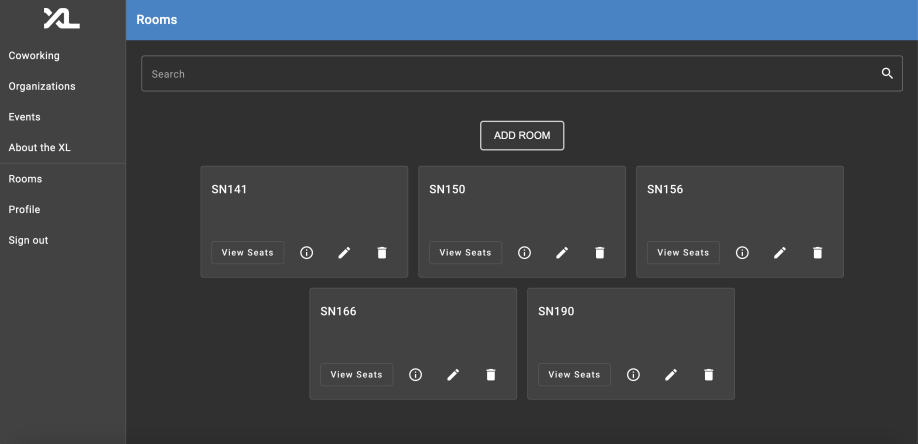 XL
Rooms
Coworking
Organizations
Events
About the XL
Rooms
Profile
Sign out
Search
ADD ROOM
SN141
View Seats
SN150
View Seats
SN156
View Seats
SN166
View Seats
SN190
View Seats